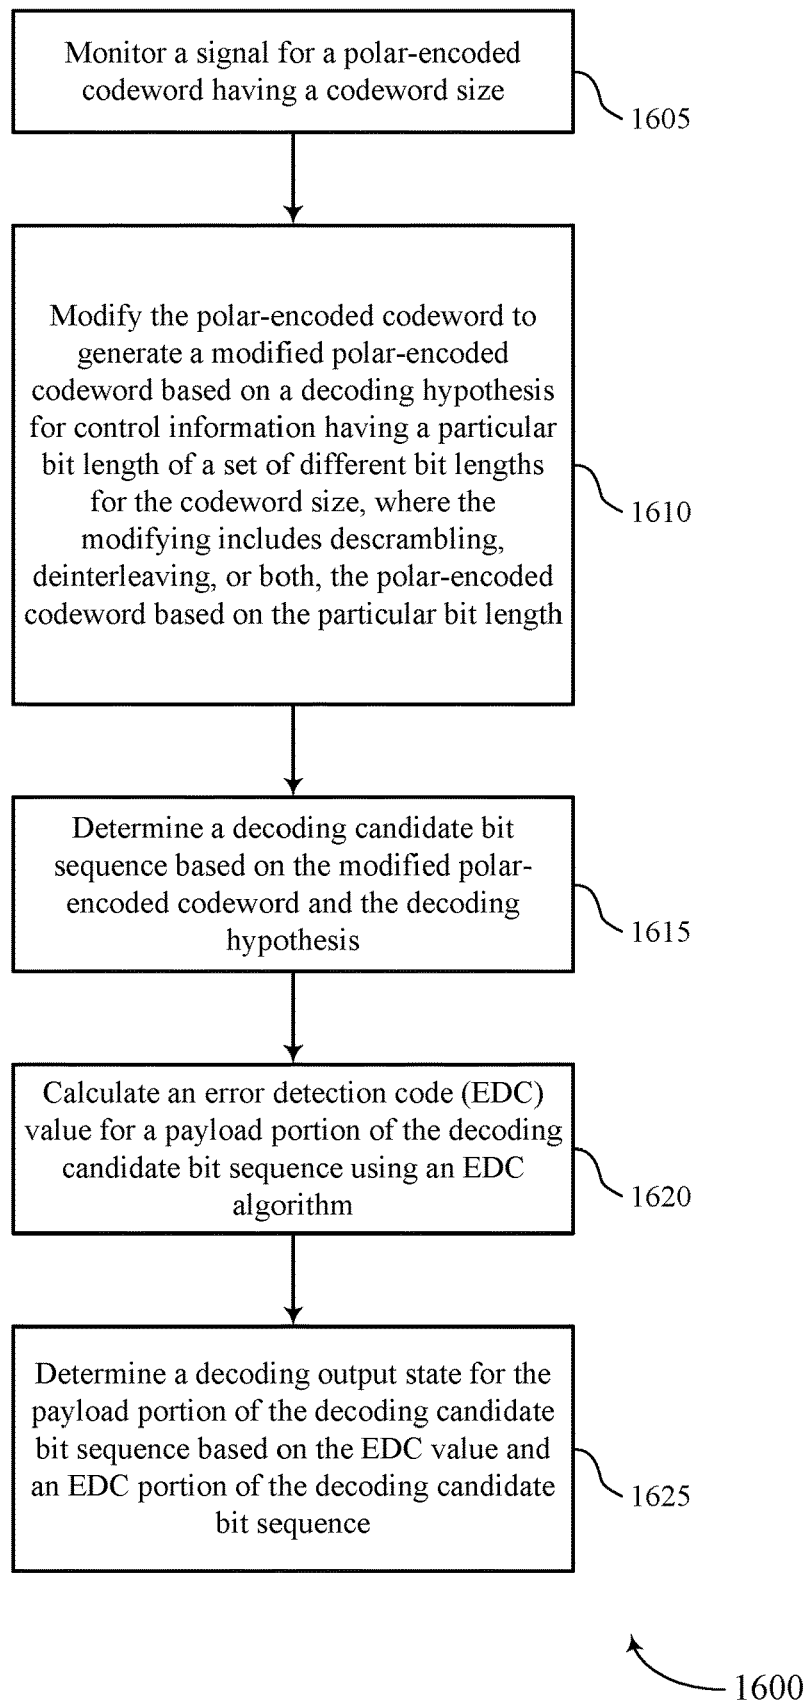 Monitor a signal for a polar-encoded
codeword having a codeword size
1605
Modify the polar-encoded codeword to
generate a modified polar-encoded
codeword based on a decoding hypothesis
for control information having a particular
bit length of a set of different bit lengths
for the codeword size, where the
modifying includes descrambling,
deinterleaving, or both, the polar-encoded
codeword based on the particular bit length
1610
Determine a decoding candidate bit
sequence based on the modified polar-
encoded codeword and the decoding
hypothesis
1615
Calculate an error detection code (EDC)
value for a payload portion of the decoding
candidate bit sequence using an EDC
algorithm
1620
Determine a decoding output state for the
payload portion of the decoding candidate
bit sequence based on the EDC value and
an EDC portion of the decoding candidate
bit sequence
1625
1600